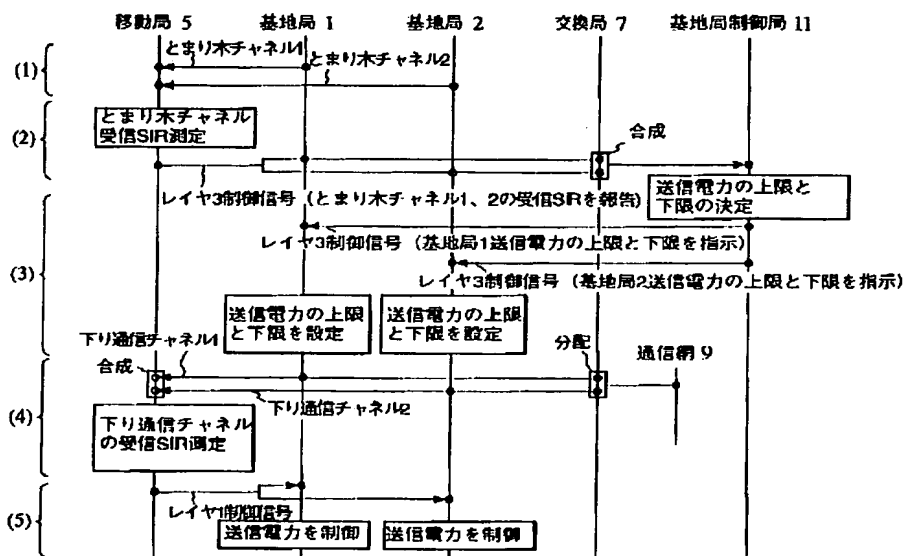 移動局 5
基地局 1
基地局 2
交換局 7
基地局制御局 11
(1)
とまり木チャネル1
とまり木チャネル2
(2)
とまり木チャネル
受信SIR測定
合成
レイヤ3制御信号 (とまり木チャネル1、2の受信SIRを報告)
送信電力の上限と
下限の決定
(3)
レイヤ3制御信号 (基地局1送信電力の上限と下限を指示)
レイヤ3制御信号 (基地局2送信電力の上限と下限を指示)
送信電力の上限
と下限を設定
送信電力の上限
と下限を設定
(4)
下り通信チャネル1
合成
分配
通信網 9
下り通信チャネル2
下り通信チャネル
の受信SIR測定
(5)
レイヤ1制御信号
送信電力を制御
送信電力を制御